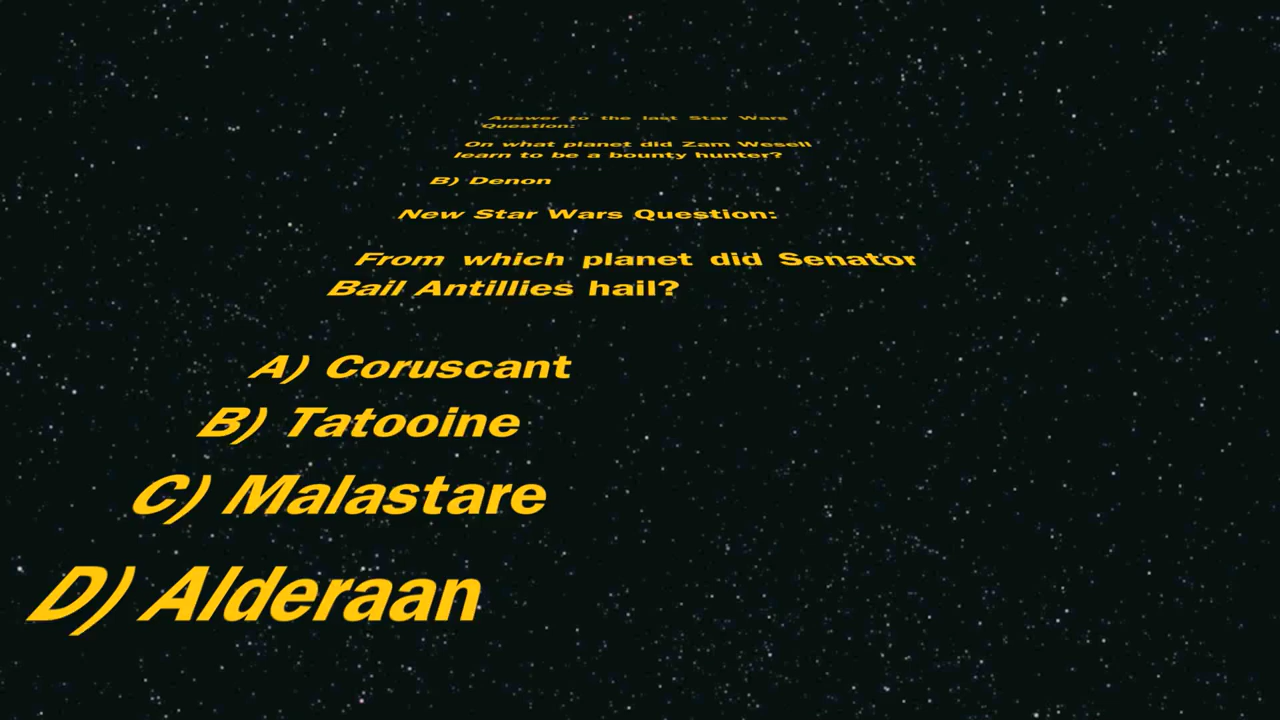 Answer to the last Star Wars
Question:
On what planet did Zam Wesell
learn to be a bounty hunter?
B) Denon
New Star Wars Question:
From which planet did Senator
Bail Antillies hail?
A) Coruscant
B) Tatooine
C) Malastare
D) Alderaan